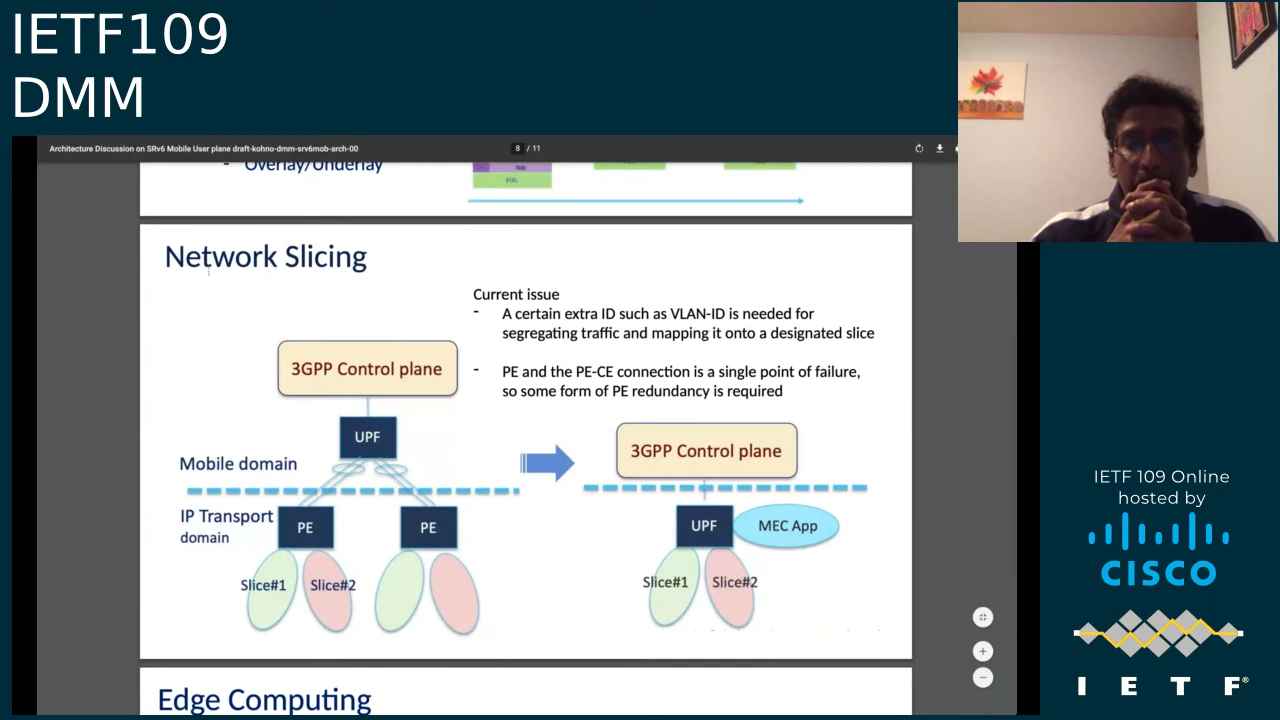 IETF109
DMM
Architecture Discussion on SRv6 Mobile User plane draft-kohno-dmm-srv6mob-arch-00
8 / 11
- Overlay/Underlay
Network Slicing
Current issue
- A certain extra ID such as VLAN-ID is needed for
segregating traffic and mapping it onto a designated slice
- PE and the PE-CE connection is a single point of failure,
so some form of PE redundancy is required
3GPP Control plane
UPF
Mobile domain
IP Transport
domain
PE
PE
Slice#1
Slice#2
3GPP Control plane
UPF
MEC App
Slice#1
Slice#2
Edge Computing
IETF 109 Online
hosted by
CISCO
I E T F®